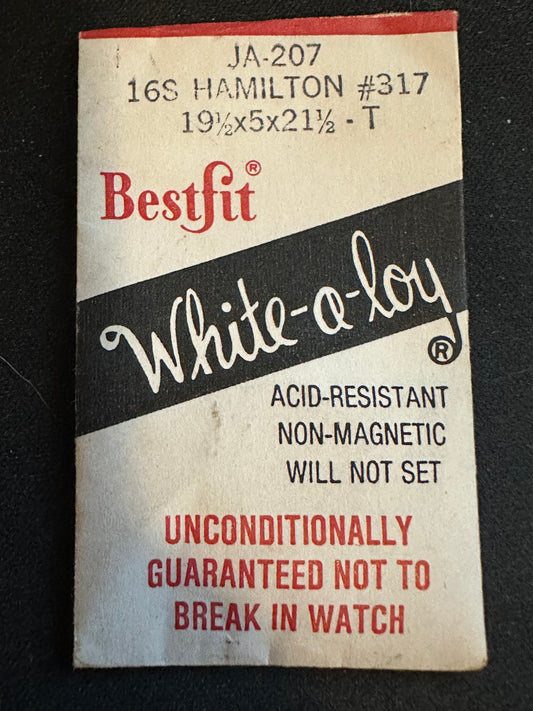 JA-207
16S HAMILTON #317
19½x5x21½ - T
Bestfit®
White-a-loy®
ACID-RESISTANT
NON-MAGNETIC
WILL NOT SET
UNCONDITIONALLY
GUARANTEED NOT TO
BREAK IN WATCH